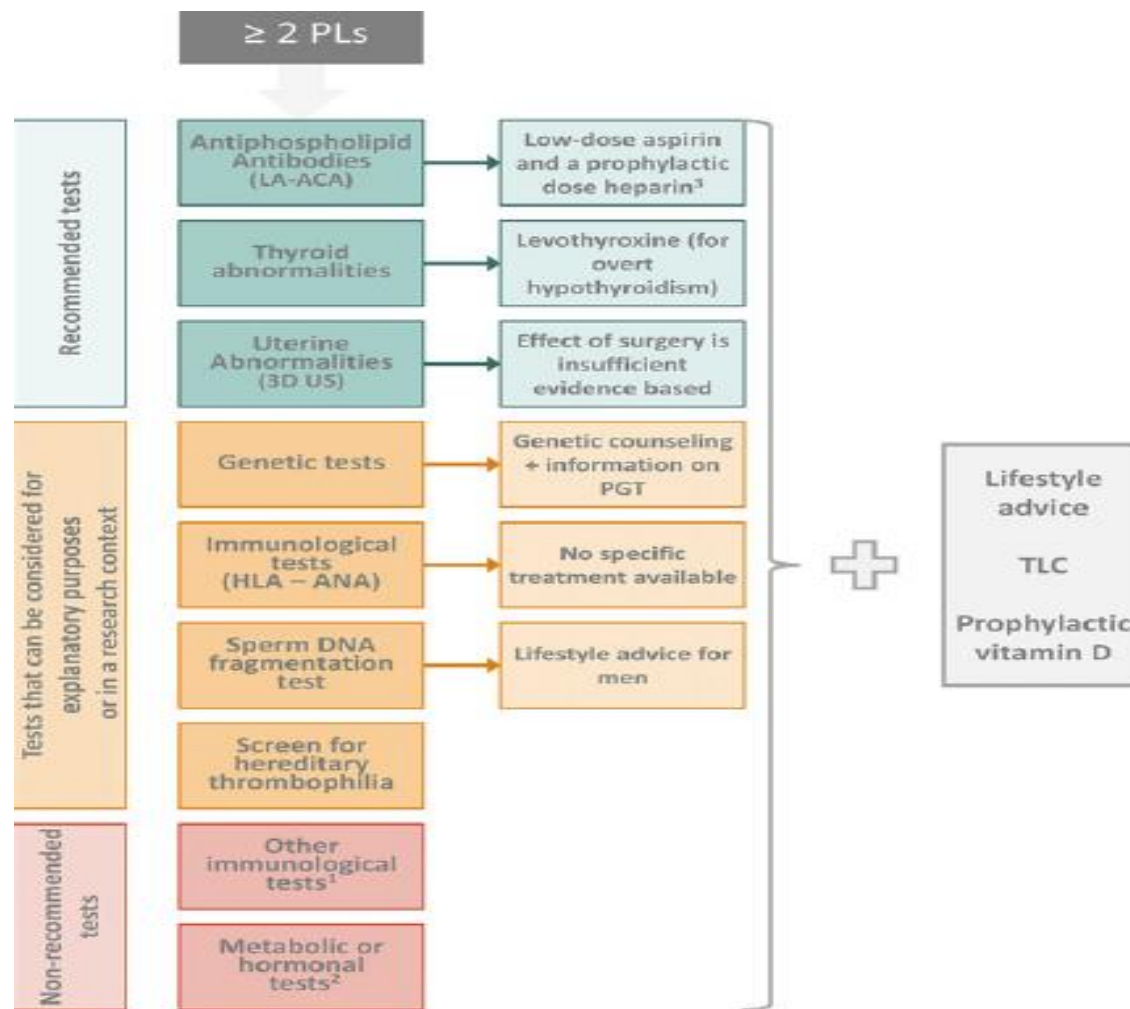 ≥ 2 PLs
Recommended tests
Antiphospholipid
Antibodies
(LA-ACA)
Low-dose aspirin
and a prophylactic
dose heparin³
Thyroid
abnormalities
Levothyroxine (for
overt
hypothyroidism)
Uterine
Abnormalities
(3D US)
Effect of surgery is
insufficient
evidence based
Tests that can be considered for
explanatory purposes
or in a research context
Genetic tests
Genetic counseling
+ information on
PGT
Immunological
tests
(HLA – ANA)
No specific
treatment available
Sperm DNA
fragmentation
test
Lifestyle advice for
men
Screen for
hereditary
thrombophilia
Non-recommended
tests
Other
immunological
tests¹
Metabolic or
hormonal
tests²
Lifestyle
advice
TLC
Prophylactic
vitamin D